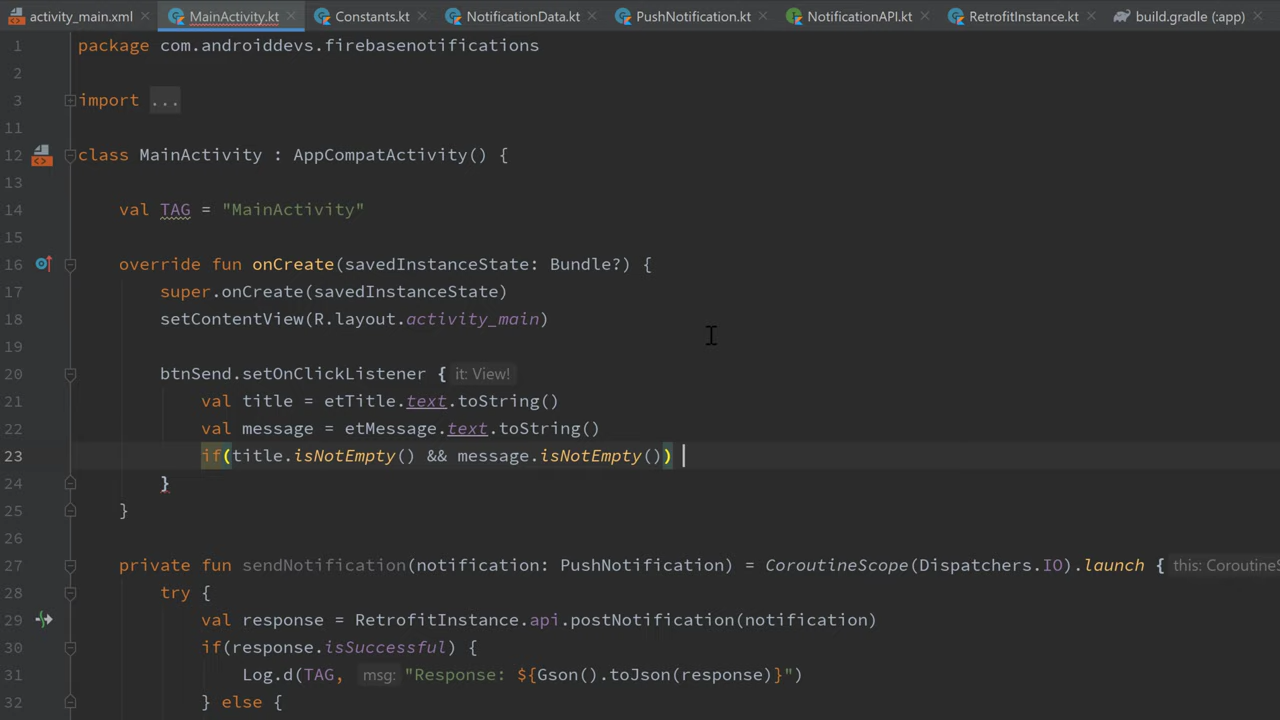 activity_main.xml MainActivity.kt Constants.kt NotificationData.kt PushNotification.kt NotificationAPI.kt RetrofitInstance.kt build.gradle (:app)
1 package com.androiddevs.firebasenotifications
2
3 import ...
11
12 class MainActivity : AppCompatActivity() {
13
14 val TAG = "MainActivity"
15
16 override fun onCreate(savedInstanceState: Bundle?) {
17 super.onCreate(savedInstanceState)
18 setContentView(R.layout.activity_main)
19
20 btnSend.setOnClickListener { it: View!
21 val title = etTitle.text.toString()
22 val message = etMessage.text.toString()
23 if(title.isNotEmpty() && message.isNotEmpty())
24 }
25 }
26
27 private fun sendNotification(notification: PushNotification) = CoroutineScope(Dispatchers.IO).launch { this: CoroutineS
28 try {
29 val response = RetrofitInstance.api.postNotification(notification)
30 if(response.isSuccessful) {
31 Log.d(TAG, msg: "Response: ${Gson().toJson(response)}")
32 } else {